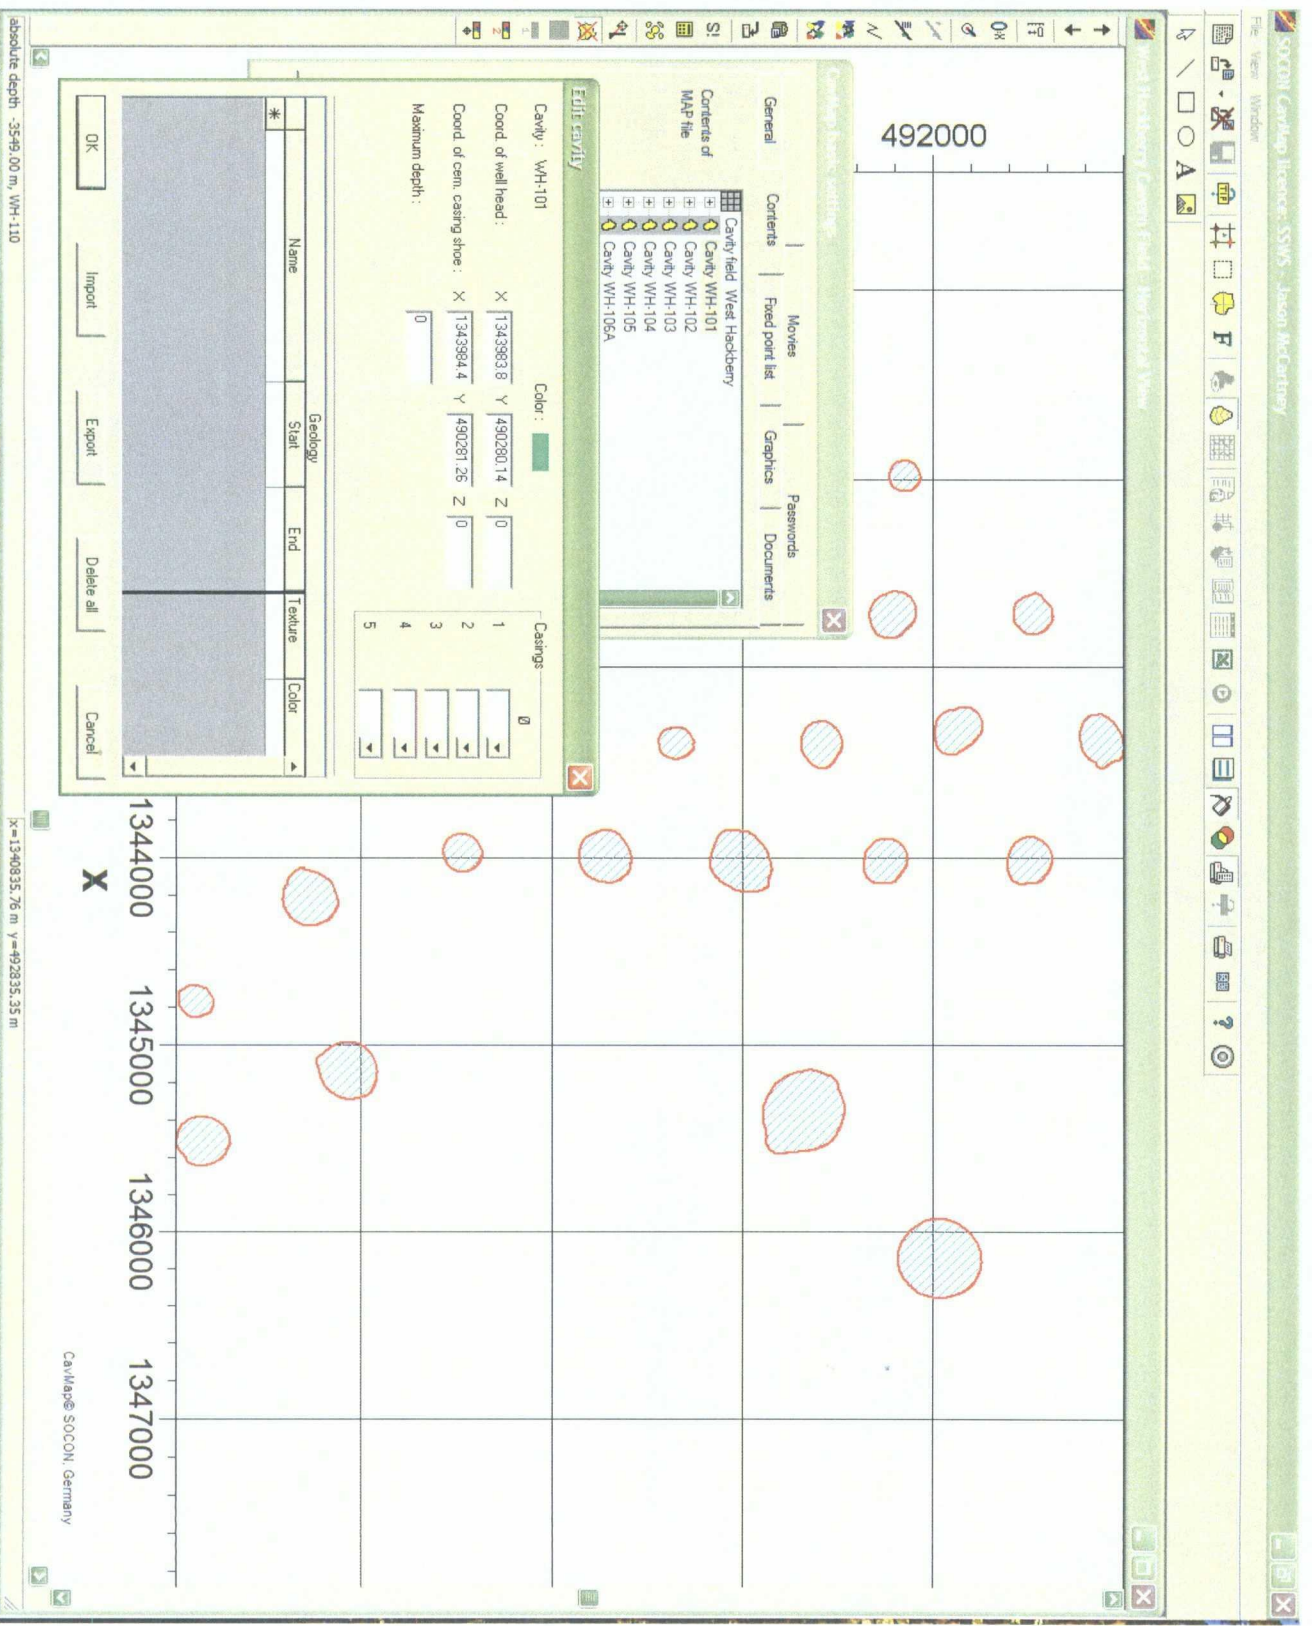 SOCON CavMap licence: SSWS - Jason McCartney
File View Window
A
TIP
F
?
West Hackberry
Horizontal View
S!
492000
General
Contents
Movies
Fixed point list
Graphics
Passwords
Documents
Contents of
MAP file
Cavity field West Hackberry
Cavity WH-101
Cavity WH-102
Cavity WH-103
Cavity WH-104
Cavity WH-105
Cavity WH-106A
Edit cavity
Cavity : WH-101
Color :
Coord. of well head : X 1343983.8 Y 490280.14 Z 0
Coord. of cem. casing shoe : X 1343984.4 Y 490281.26 Z 0
Maximum depth : 0
Casings
Ø
1
2
3
4
5
Geology
Name Start End Texture Color
*
OK Import Export Delete all Cancel
1344000 1345000 1346000 1347000
X
CavMap© SOCON, Germany
absolute depth -3549.00 m, WH-110
x=1340835.76 m y=492835.35 m